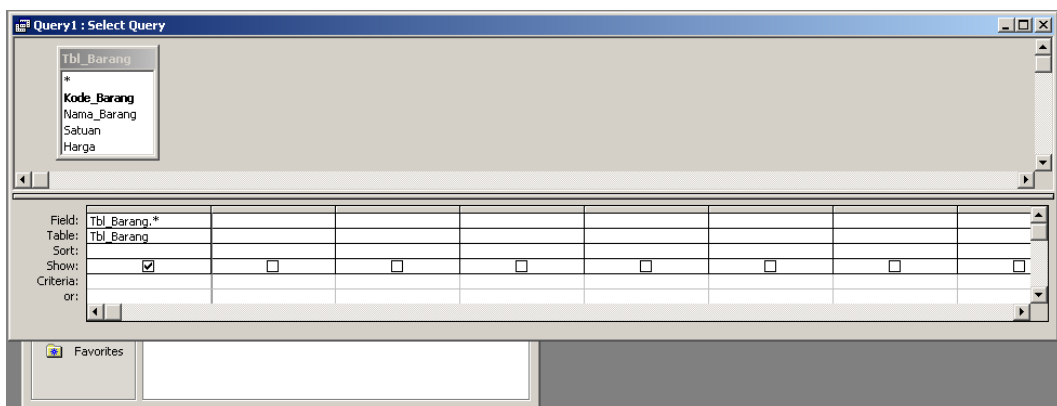 Query1 : Select Query
Tbl_Barang
*
Kode_Barang
Nama_Barang
Satuan
Harga
Field: Tbl_Barang.*
Table: Tbl_Barang
Sort:
Show:
Criteria:
or:
Favorites